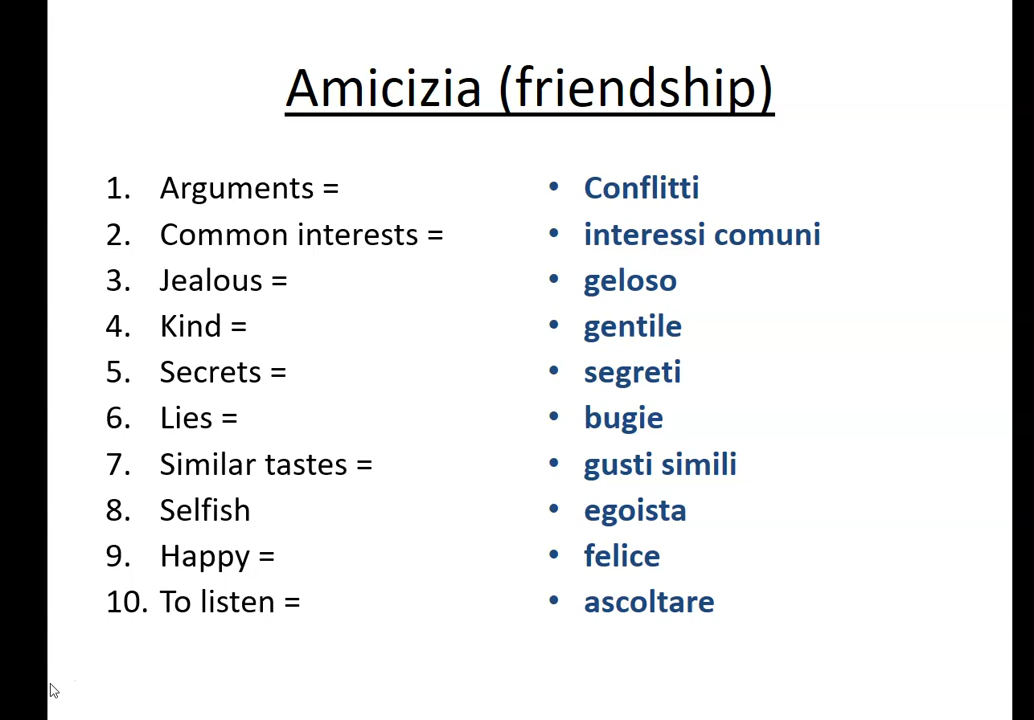 Amicizia (friendship)
1. Arguments =
2. Common interests =
3. Jealous =
4. Kind =
5. Secrets =
6. Lies =
7. Similar tastes =
8. Selfish
9. Happy =
10. To listen =
• Conflitti
• interessi comuni
• geloso
• gentile
• segreti
• bugie
• gusti simili
• egoista
• felice
• ascoltare